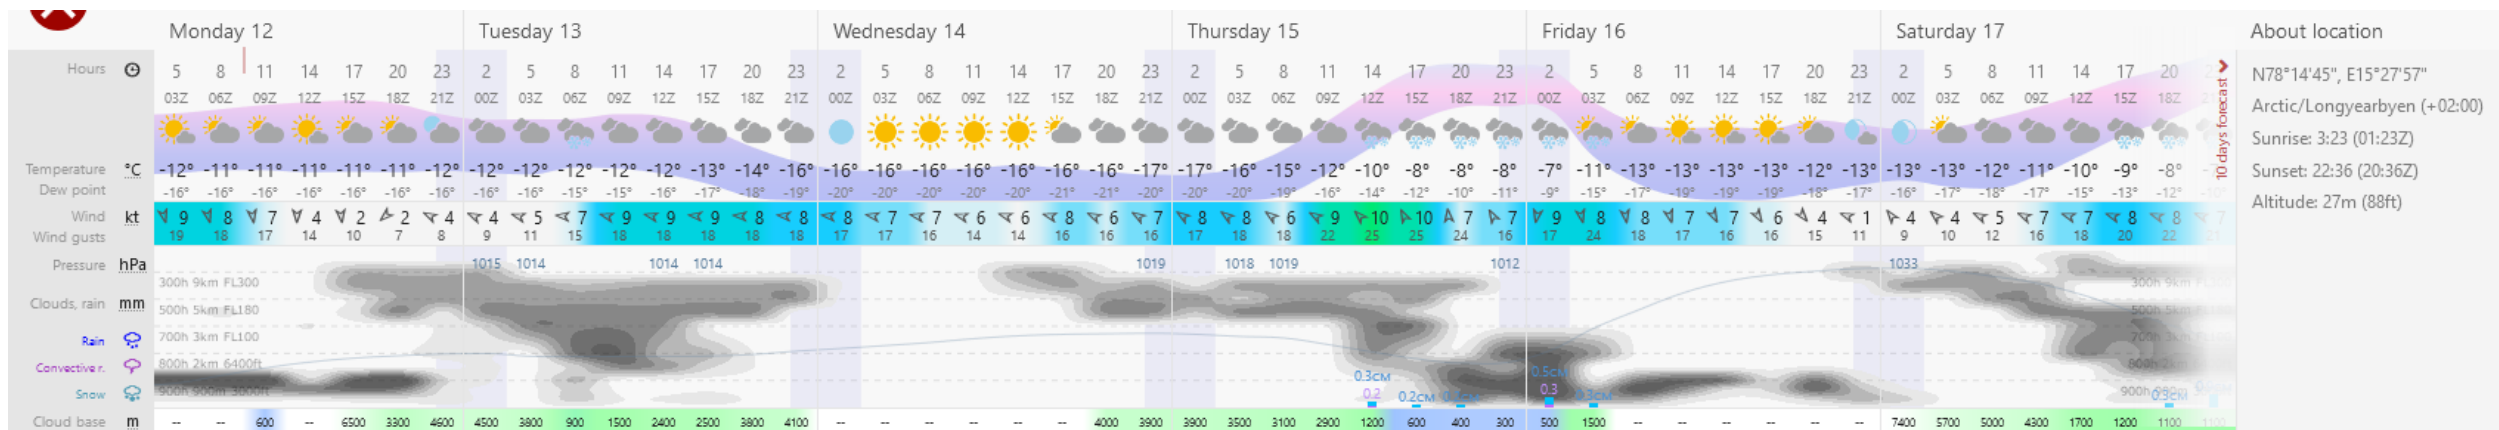 Monday 12 Tuesday 13 Wednesday 14 Thursday 15 Friday 16 Saturday 17 About location
Hours 5 8 11 14 17 20 23 2 5 8 11 14 17 20 23 2 5 8 11 14 17 20 23 2 5 8 11 14 17 20 23 2 5 8 11 14 17 20 23 2 5 8 11 14 17 20
03Z 06Z 09Z 12Z 15Z 18Z 21Z 00Z 03Z 06Z 09Z 12Z 15Z 18Z 21Z 00Z 03Z 06Z 09Z 12Z 15Z 18Z 21Z 00Z 03Z 06Z 09Z 12Z 15Z 18Z 21Z 00Z 03Z 06Z 09Z 12Z 15Z 18Z 21Z 00Z 03Z 06Z 09Z 12Z 15Z 18Z
Temperature °C -12° -11° -11° -11° -11° -11° -12° -12° -12° -12° -12° -12° -13° -14° -16° -16° -16° -16° -16° -16° -16° -16° -17° -17° -16° -15° -12° -10° -8° -8° -8° -7° -11° -13° -13° -13° -13° -12° -13° -13° -13° -12° -11° -10° -9° -8°
Dew point -16° -16° -16° -16° -16° -16° -16° -16° -16° -15° -15° -16° -17° -18° -19° -20° -20° -20° -20° -20° -21° -21° -20° -20° -20° -19° -16° -14° -12° -10° -11° -9° -15° -17° -19° -19° -19° -18° -17° -16° -17° -18° -17° -15° -13° -12°
Wind kt 9 8 7 4 2 2 4 4 5 7 9 9 9 8 8 8 7 7 6 6 8 6 7 8 8 6 9 10 10 7 7 9 8 8 7 7 6 4 1 4 4 5 7 7 8 8 7
Wind gusts 19 18 17 14 10 7 8 9 11 15 18 18 18 18 18 17 17 16 14 14 16 16 16 17 18 18 22 25 25 24 16 17 24 18 17 16 16 15 11 9 10 12 16 18 20 22
Pressure hPa 1015 1014 1014 1014 1019 1018 1019 1012 1033
300h 9km FL300
Clouds, rain mm
500h 5km FL180
Rain 700h 3km FL100
Convective r. 800h 2km 6400ft
0.3см 0.5см
Snow 900h 900m 3000ft 0.2 0.2см 0.3 0.3см 0.3см
Cloud base m -- -- 600 -- 6500 3300 4600 4500 3800 900 1500 2400 2500 3800 4100 -- -- -- -- -- -- 4000 3900 3900 3500 3100 2900 1200 600 400 300 500 1500 -- -- -- -- -- -- 7400 5700 5000 4300 1700 1200 1100
10 days forecast
N78°14'45", E15°27'57"
Arctic/Longyearbyen (+02:00)
Sunrise: 3:23 (01:23Z)
Sunset: 22:36 (20:36Z)
Altitude: 27m (88ft)